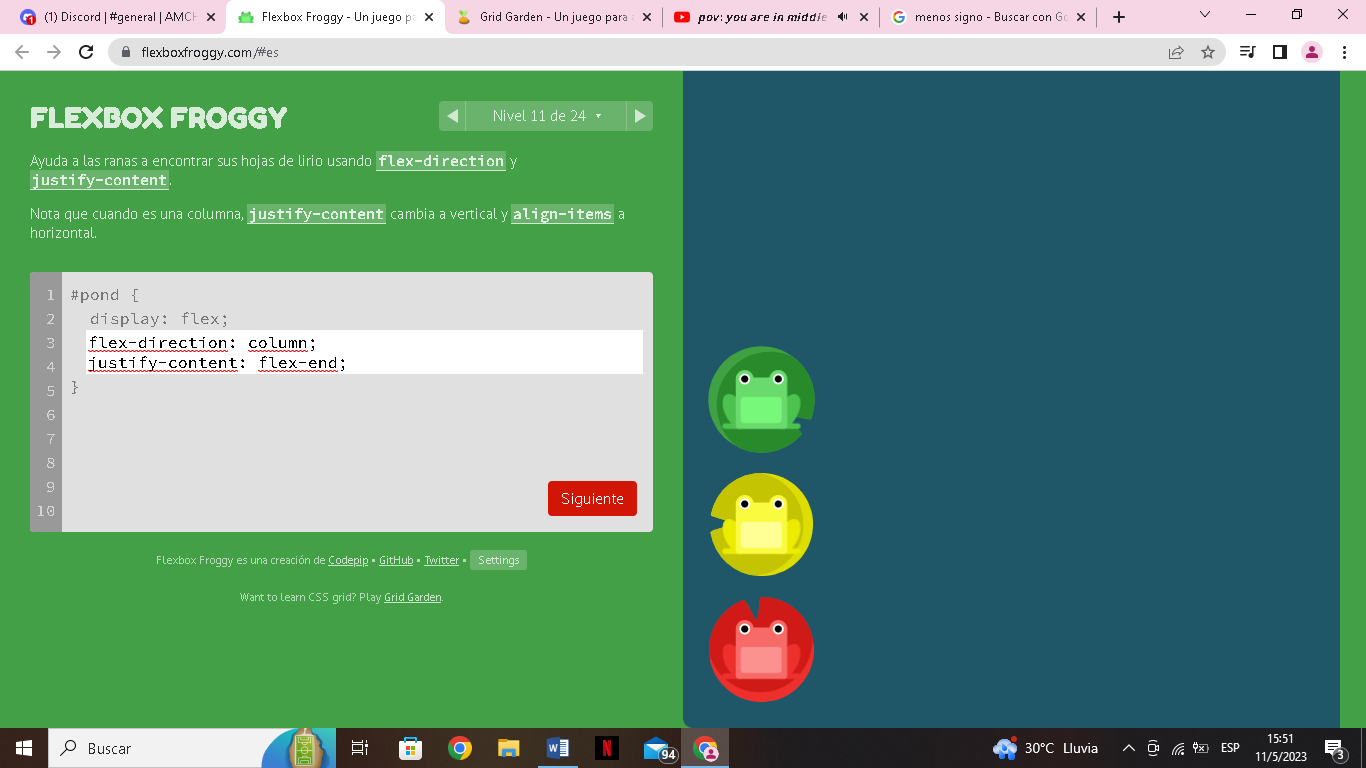 (1) Discord | #general | AMCH
Flexbox Froggy - Un juego pa
Grid Garden - Un juego para
pov: you are in middle
menos signo - Buscar con Go
flexboxfroggy.com/#es
FLEXBOX FROGGY
Nivel 11 de 24
Ayuda a las ranas a encontrar sus hojas de lirio usando flex-direction y
justify-content.
Nota que cuando es una columna, justify-content cambia a vertical y align-items a
horizontal.
1 #pond {
2 display: flex;
3 flex-direction: column;
4 justify-content: flex-end;
5 }
6
7
8
9
10
Siguiente
Flexbox Froggy es una creación de Codepip • GitHub • Twitter • Settings
Want to learn CSS grid? Play Grid Garden.
Buscar
W
N
94
30°C Lluvia
ESP
15:51
11/5/2023
3